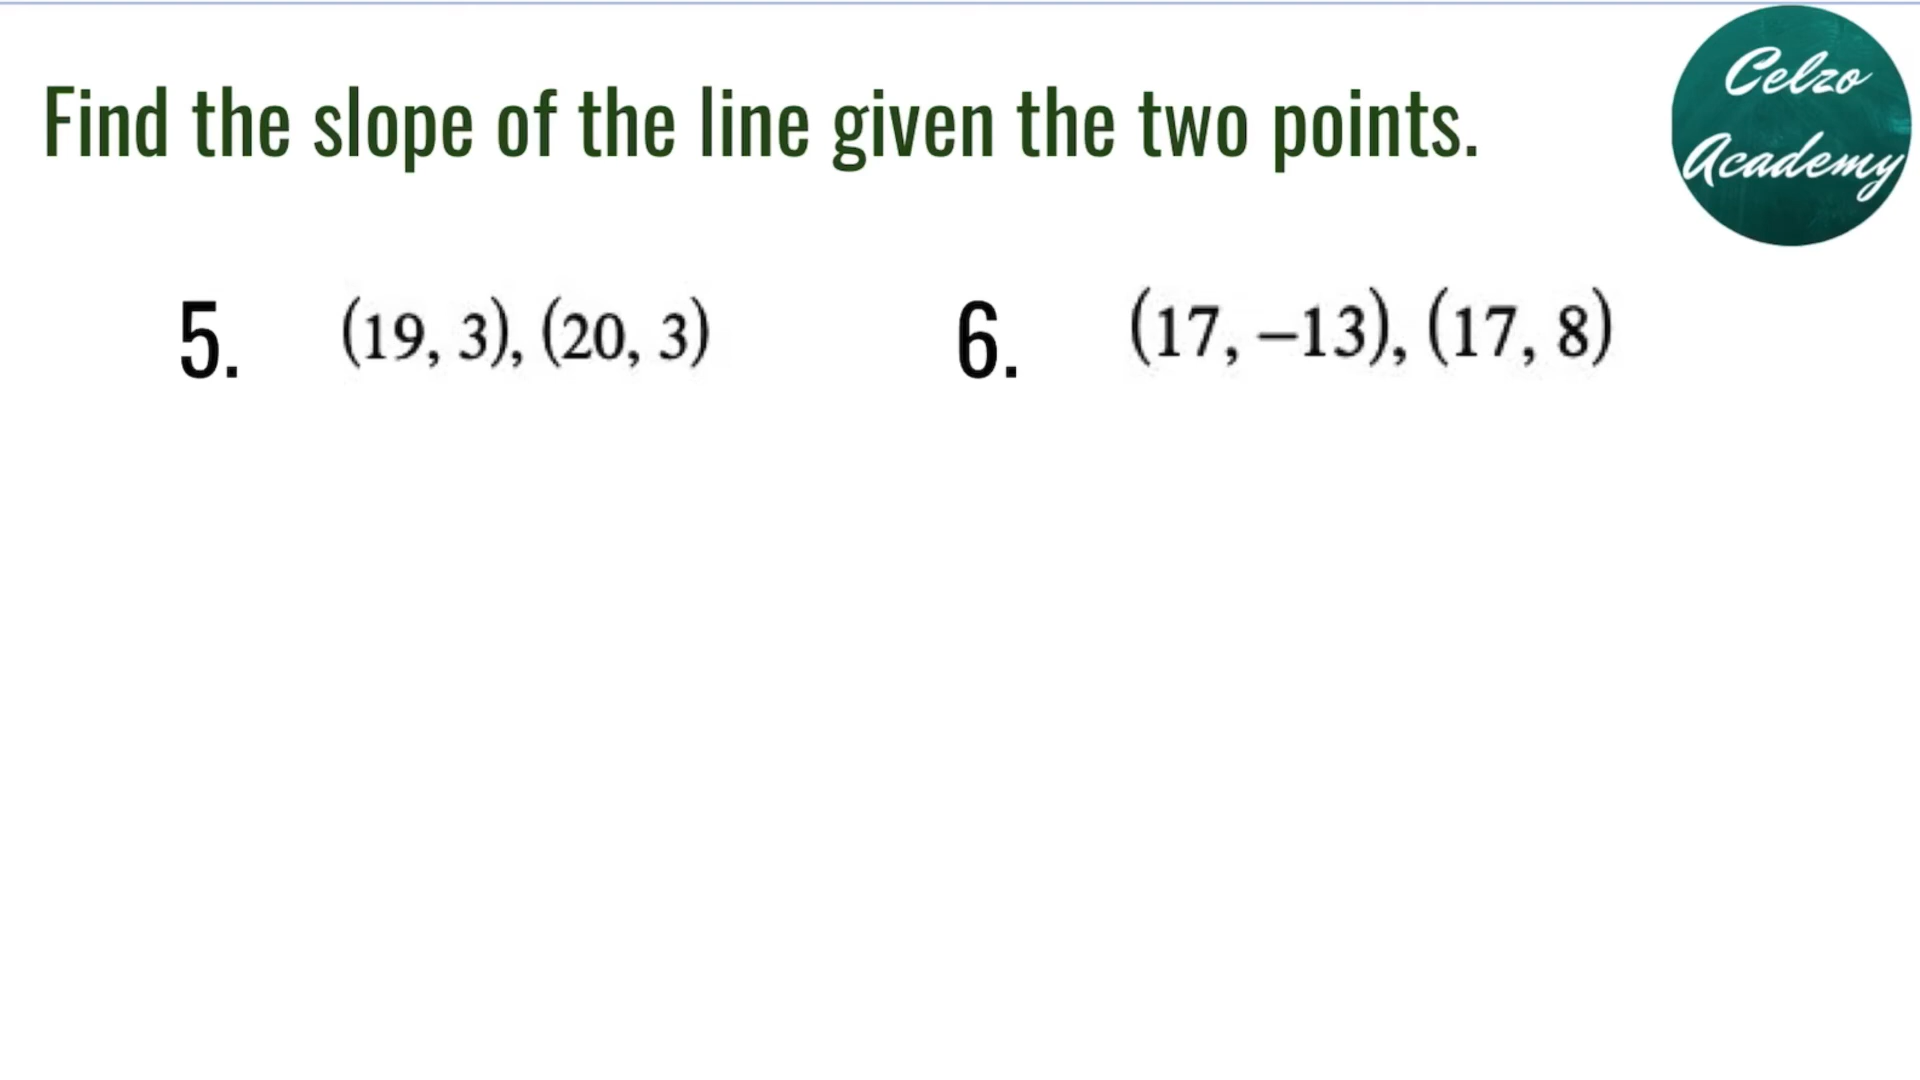 Find the slope of the line given the two points.
Celzo
Academy
5. (19, 3), (20, 3)
6. (17, –13), (17, 8)